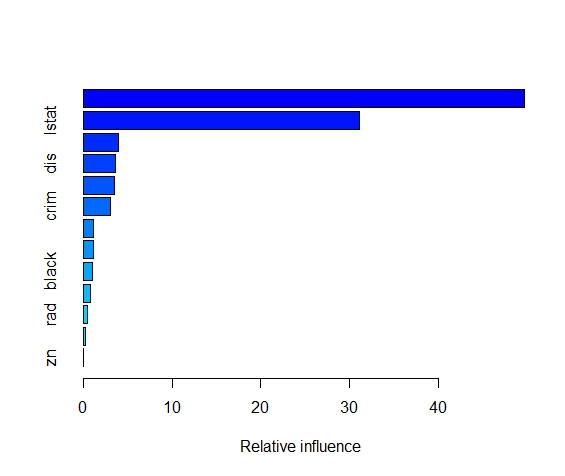 lstat
dis
crim
black
rad
zn
0 10 20 30 40
Relative influence